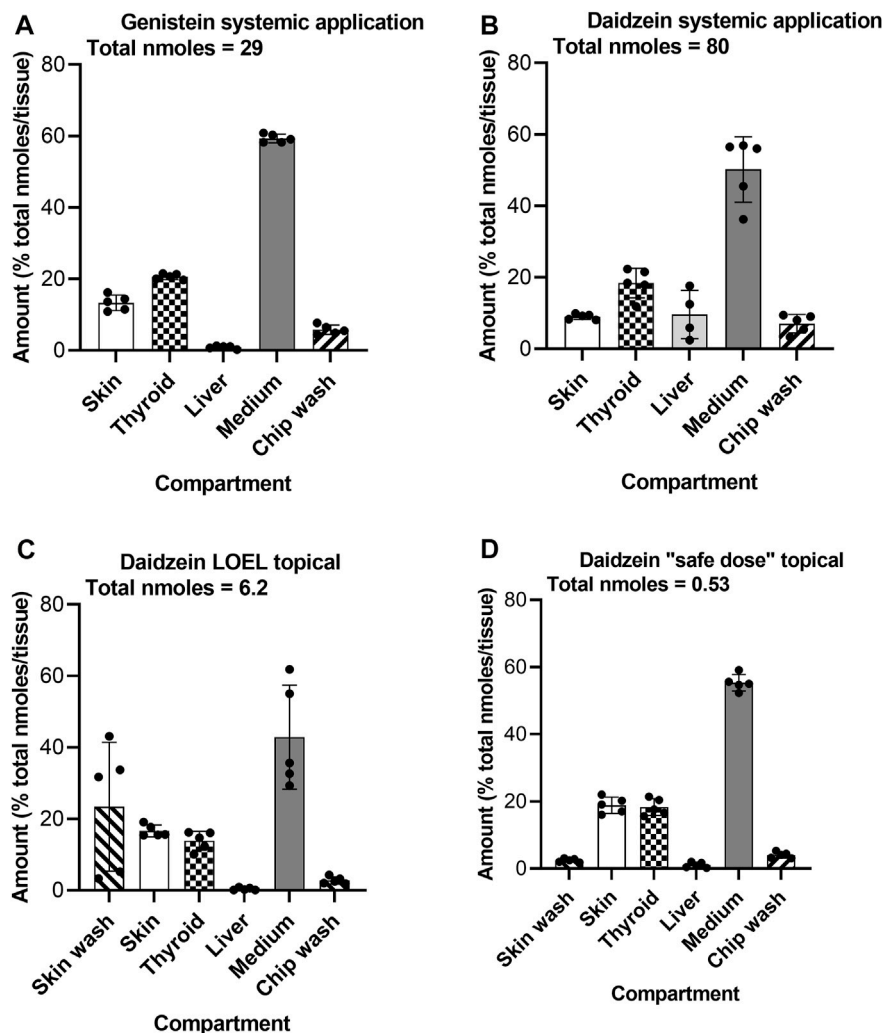 A
Genistein systemic application
Total nmoles = 29
Amount (% total nmoles/tissue)
80
60
40
20
0
Skin
Thyroid
Liver
Medium
Chip wash
Compartment
B
Daidzein systemic application
Total nmoles = 80
Amount (% total nmoles/tissue)
80
60
40
20
0
Skin
Thyroid
Liver
Medium
Chip wash
Compartment
C
Daidzein LOEL topical
Total nmoles = 6.2
Amount (% total nmoles/tissue)
80
60
40
20
0
Skin wash
Skin
Thyroid
Liver
Medium
Chip wash
Compartment
D
Daidzein "safe dose" topical
Total nmoles = 0.53
Amount (% total nmoles/tissue)
80
60
40
20
0
Skin wash
Skin
Thyroid
Liver
Medium
Chip wash
Compartment